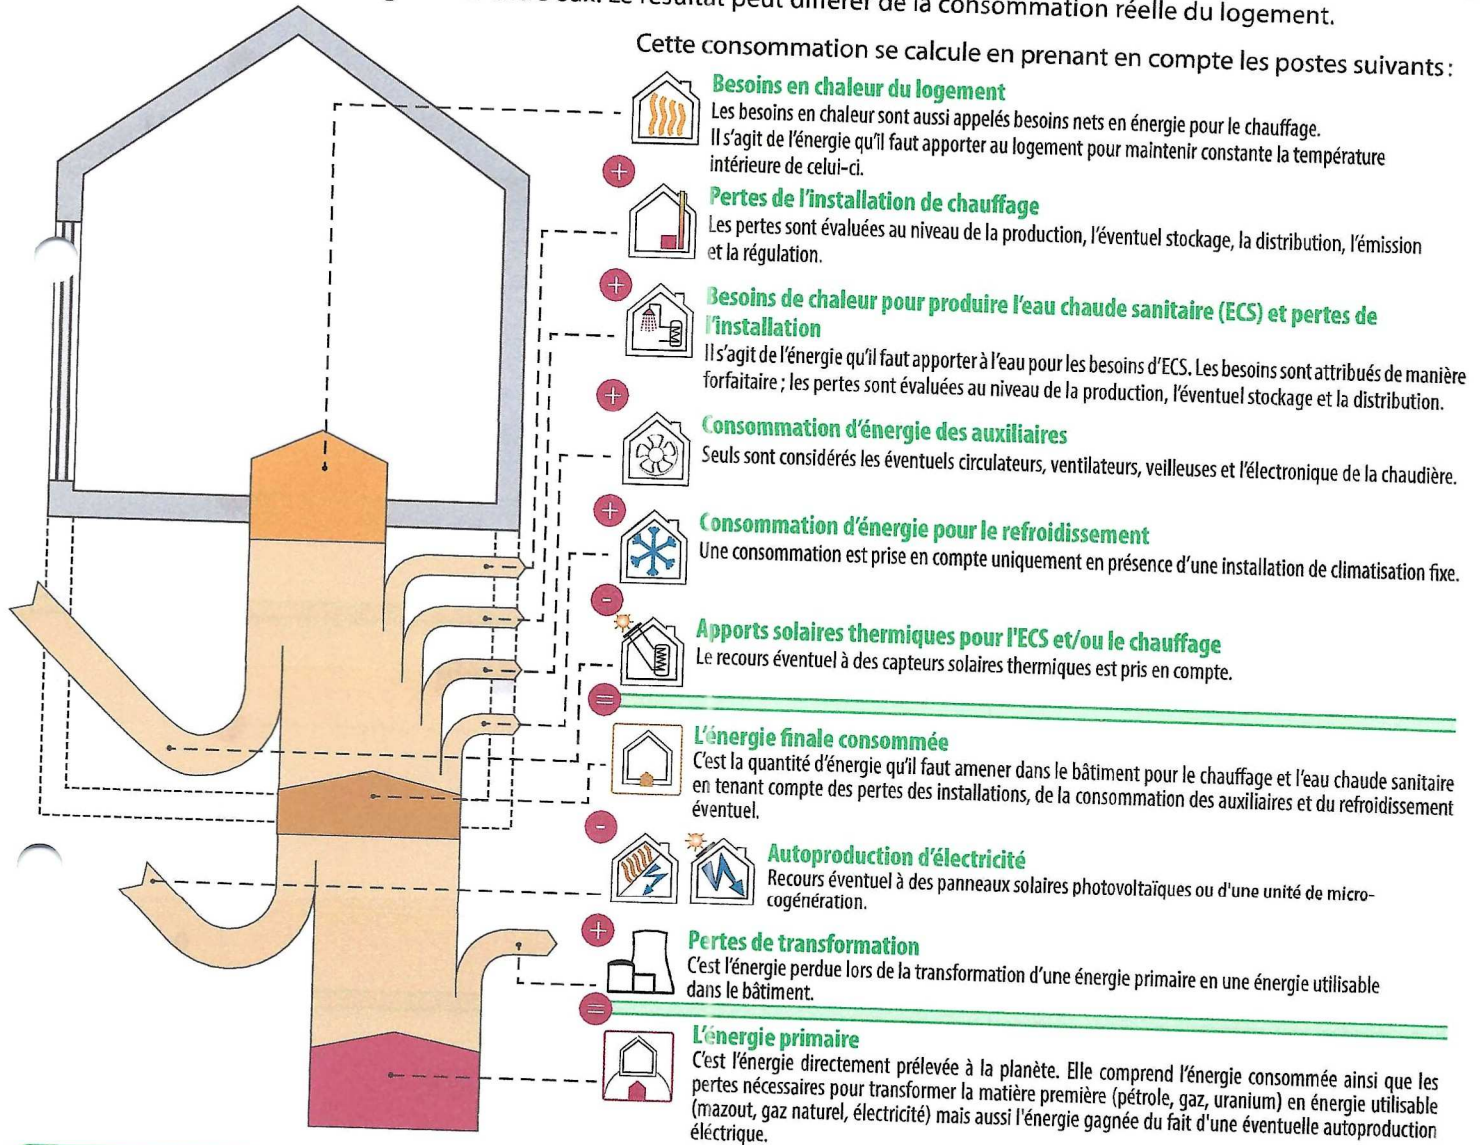 Le résultat peut différer de la consommation réelle du logement.
Cette consommation se calcule en prenant en compte les postes suivants :
Besoins en chaleur du logement
Les besoins en chaleur sont aussi appelés besoins nets en énergie pour le chauffage.
Il s'agit de l'énergie qu'il faut apporter au logement pour maintenir constante la température
intérieure de celui-ci.
+
Pertes de l'installation de chauffage
Les pertes sont évaluées au niveau de la production, l'éventuel stockage, la distribution, l'émission
et la régulation.
+
Besoins de chaleur pour produire l'eau chaude sanitaire (ECS) et pertes de
l'installation
Il s'agit de l'énergie qu'il faut apporter à l'eau pour les besoins d'ECS. Les besoins sont attribués de manière
forfaitaire ; les pertes sont évaluées au niveau de la production, l'éventuel stockage et la distribution.
+
Consommation d'énergie des auxiliaires
Seuls sont considérés les éventuels circulateurs, ventilateurs, veilleuses et l'électronique de la chaudière.
+
Consommation d'énergie pour le refroidissement
Une consommation est prise en compte uniquement en présence d'une installation de climatisation fixe.
-
Apports solaires thermiques pour l'ECS et/ou le chauffage
Le recours éventuel à des capteurs solaires thermiques est pris en compte.
=
L'énergie finale consommée
C'est la quantité d'énergie qu'il faut amener dans le bâtiment pour le chauffage et l'eau chaude sanitaire
en tenant compte des pertes des installations, de la consommation des auxiliaires et du refroidissement
éventuel.
-
Autoproduction d'électricité
Recours éventuel à des panneaux solaires photovoltaïques ou d'une unité de micro-
cogénération.
+
Pertes de transformation
C'est l'énergie perdue lors de la transformation d'une énergie primaire en une énergie utilisable
dans le bâtiment.
=
L'énergie primaire
C'est l'énergie directement prélevée à la planète. Elle comprend l'énergie consommée ainsi que les
pertes nécessaires pour transformer la matière première (pétrole, gaz, uranium) en énergie utilisable
(mazout, gaz naturel, électricité) mais aussi l'énergie gagnée du fait d'une éventuelle autoproduction
électrique.